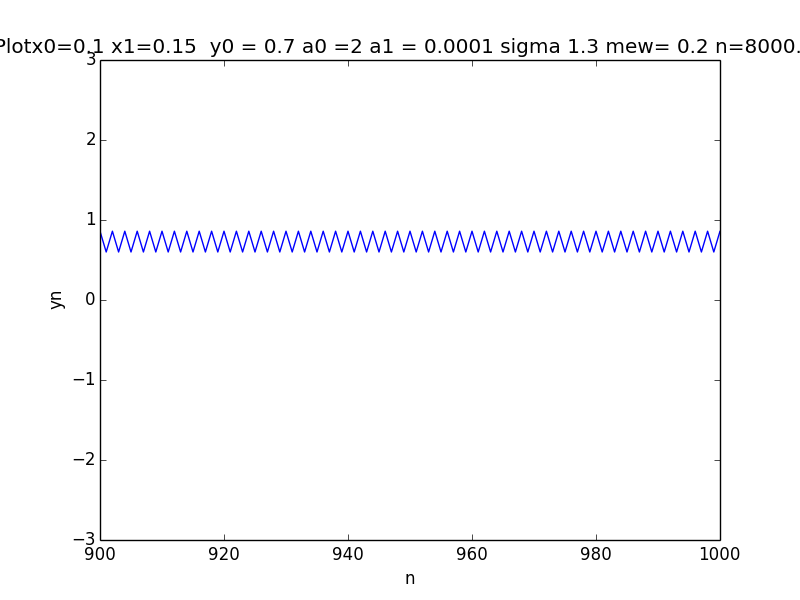 Plotx0=0.1 x1=0.15  y0 = 0.7 a0 =2 a1 = 0.0001 sigma 1.3 mew= 0.2 n=8000.
3
2
1
0
−1
−2
−3
yn
900 920 940 960 980 1000
n